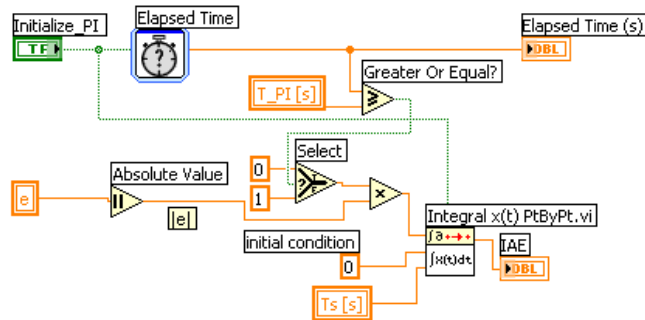 Initialize_PI
Elapsed Time
Elapsed Time (s)
TF
?
DBL
Greater Or Equal?
T_PI [s]
≥
Select
0
? T F
Absolute Value
1
e
||
|e|
x
Integral x(t) PtByPt.vi
initial condition
∫x(t)dt
IAE
0
DBL
Ts [s]